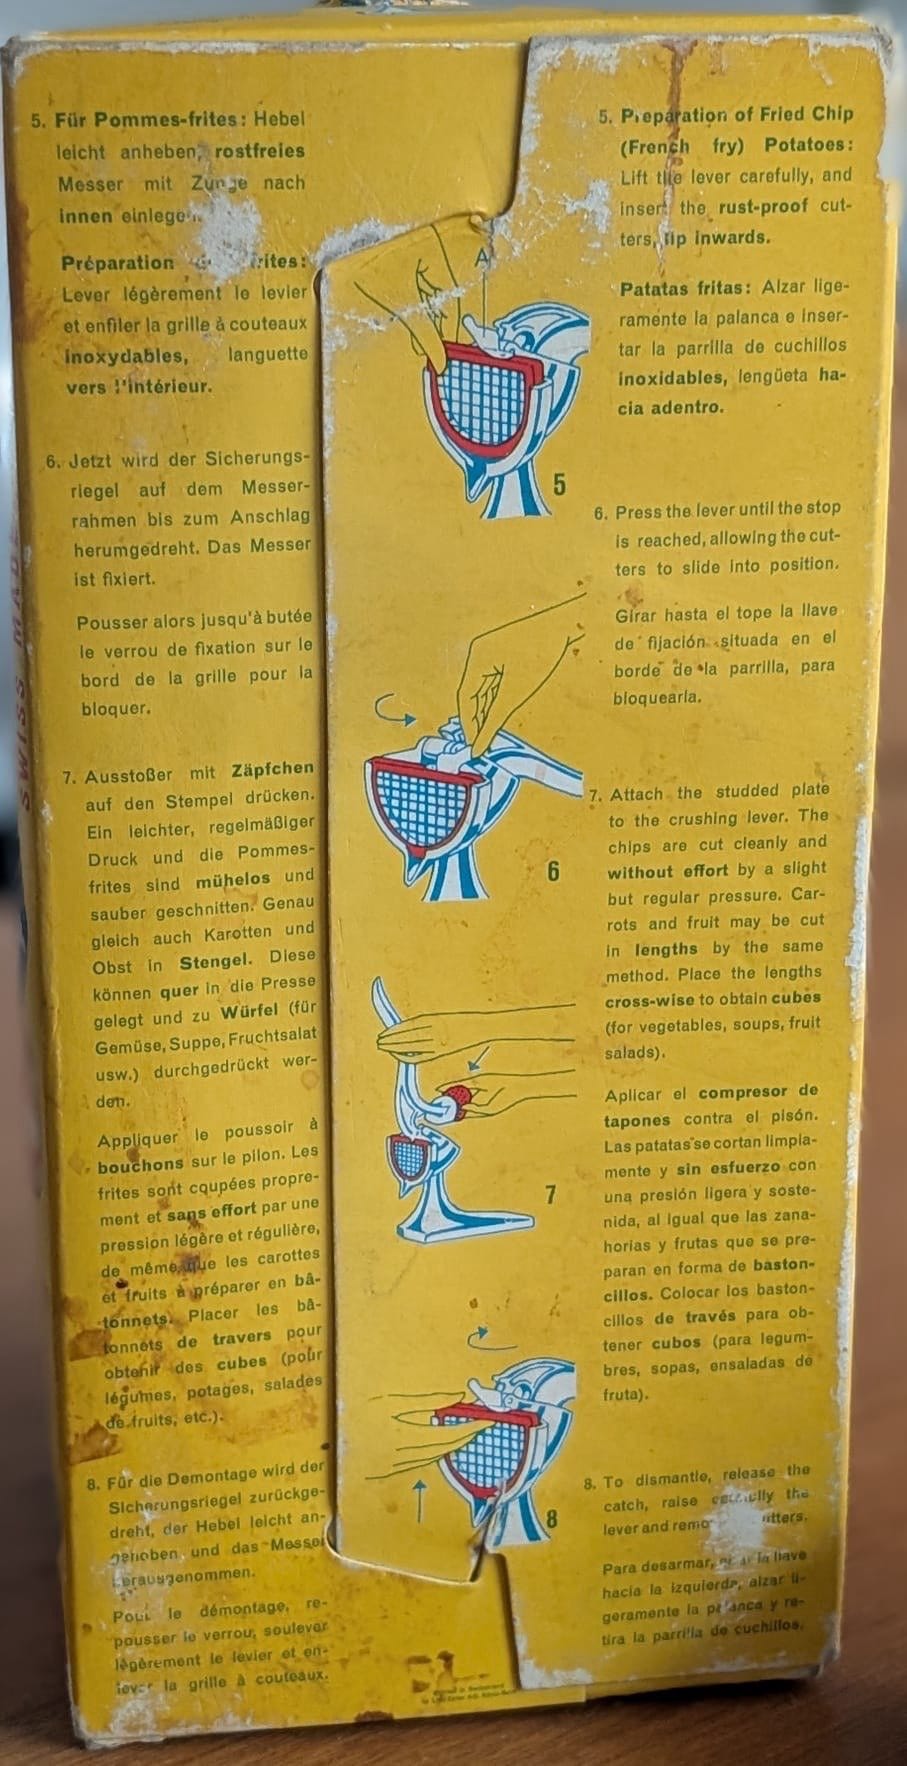 5. Für Pommes-frites: Hebel
leicht anheben, rostfreies
Messer mit Zunge nach
innen
Préparation
Lever légèrement le levier
et enfiler la grille à couteaux
inoxydables, languette
vers l'intérieur.
6. Jetzt wird der Sicherungs-
riegel auf dem Messer-
rahmen bis zum Anschlag
herumgedreht. Das Messer
ist fixiert.
Pousser alors jusqu'à butée
le verrou de fixation sur le
bord de la grille pour la
bloquer.
7. Ausstoßer mit Zäpfchen
auf den Stempel drücken.
Ein leichter, regelmäßiger
Druck und die Pommes-
frites sind mühelos und
sauber geschnitten. Genau
gleich auch Karotten und
Obst in Stengel. Diese
können quer in die Presse
gelegt und zu Würfel (für
Gemüse, Suppe, Fruchtsalat
usw.) durchgedrückt wer-
den.
Appliquer le poussoir à
bouchons sur le pilon. Les
frites sont coupées propre-
ment et sans effort par une
pression légère et régulière,
de même que les carottes
et fruits à préparer en bâ-
tonnets. Placer les bâ-
tonnets de travers pour
obtenir des cubes (pour
légumes, potages, salades
de fruits, etc.).
8. Für die Demontage wird der
Sicherungsriegel zurückge-
dreht, der Hebel leicht an-
gehoben und das Messer
herausgenommen.
Pour le démontage, re-
pousser le verrou, soulever
légèrement le levier et en-
lever la grille à couteaux.
SWISS MADE
A
5
6
7
8
5. Preparation of Fried Chip
(French fry) Potatoes:
Lift the lever carefully, and
insert the rust-proof cut-
ters, tip inwards.
Patatas fritas: Alzar lige-
ramente la palanca e inser-
tar la parrilla de cuchillos
inoxidables, lengüeta ha-
cia adentro.
6. Press the lever until the stop
is reached, allowing the cut-
ters to slide into position.
Girar hasta el tope la llave
de fijación situada en el
borde de la parrilla, para
bloquearla.
7. Attach the studded plate
to the crushing lever. The
chips are cut cleanly and
without effort by a slight
but regular pressure. Car-
rots and fruit may be cut
in lengths by the same
method. Place the lengths
cross-wise to obtain cubes
(for vegetables, soups, fruit
salads).
Aplicar el compresor de
tapones contra el pisón.
Las patatas se cortan limpia-
mente y sin esfuerzo con
una presión ligera y soste-
nida, al igual que las zana-
horias y frutas que se pre-
paran en forma de baston-
cillos. Colocar los baston-
cillos de través para ob-
tener cubos (para legum-
bres, sopas, ensaladas de
fruta).
8. To dismantle, release the
catch, raise carefully the
lever and
Para desarmar, la llave
hacia la izquierda, alzar li-
geramente la palanca y re-
tira la parrilla de cuchillos.